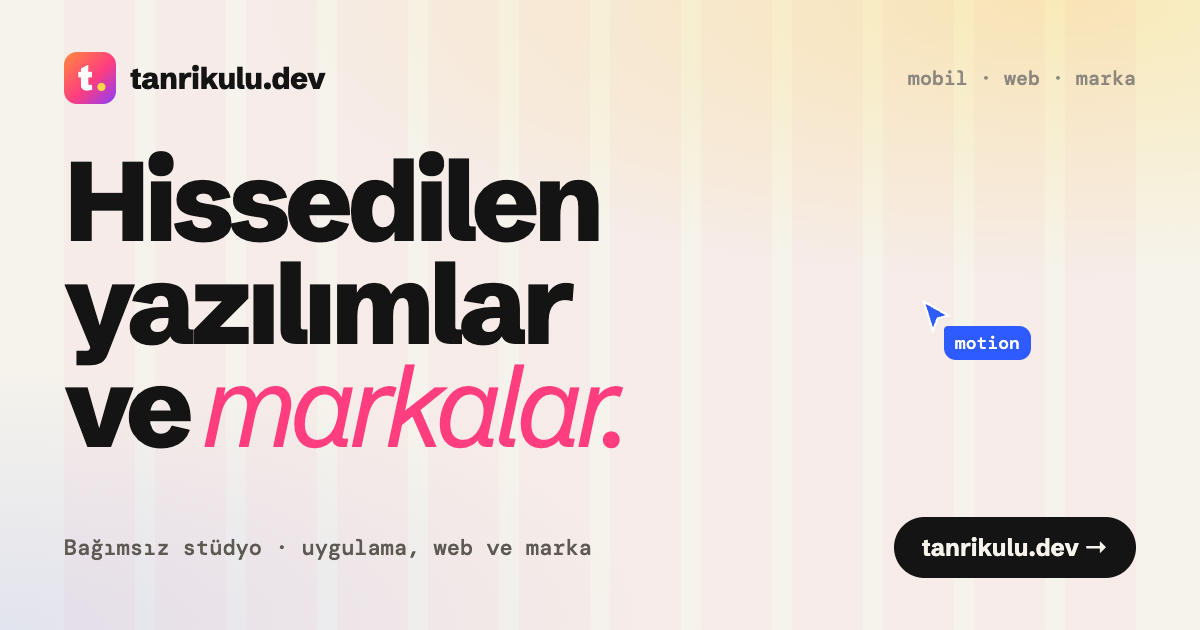 t.
tanrikulu.dev
mobil · web · marka
Hissedilen
yazılımlar
ve markalar.
motion
Bağımsız stüdyo · uygulama, web ve marka
tanrikulu.dev →